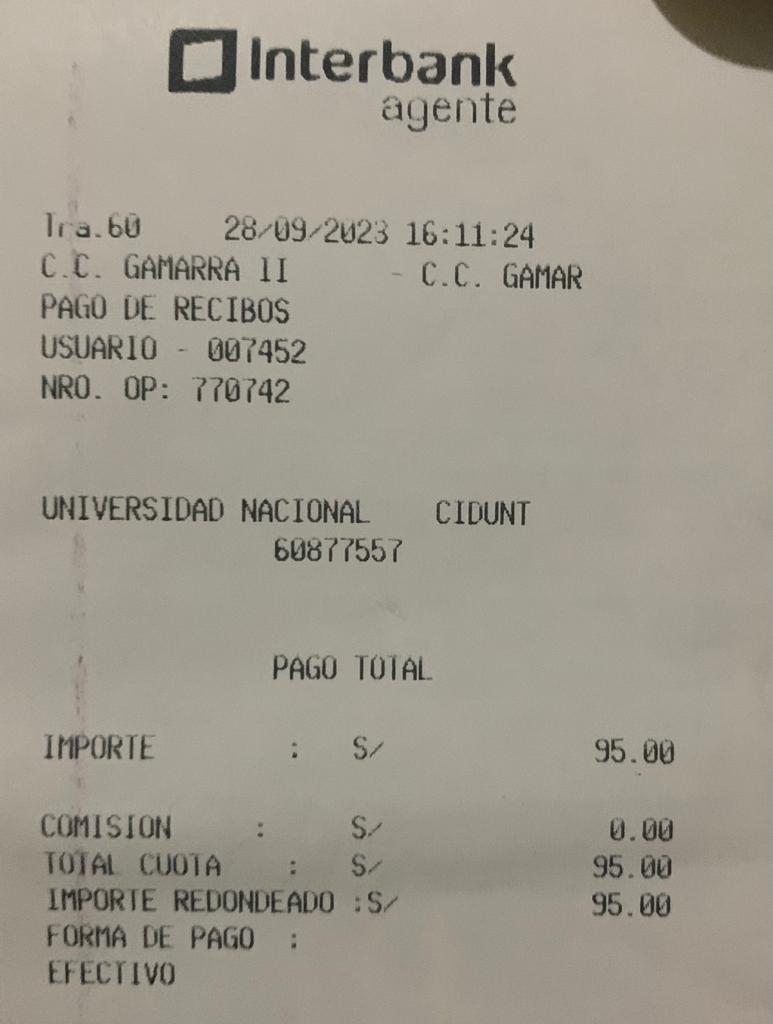 Interbank
agente
Tra.60 28/09/2023 16:11:24
C.C. GAMARRA II - C.C. GAMAR
PAGO DE RECIBOS
USUARIO - 007452
NRO. OP: 770742
UNIVERSIDAD NACIONAL CIDUNT
60877557
PAGO TOTAL
IMPORTE : S/ 95.00
COMISION : S/ 0.00
TOTAL CUOTA : S/ 95.00
IMPORTE REDONDEADO :S/ 95.00
FORMA DE PAGO :
EFECTIVO